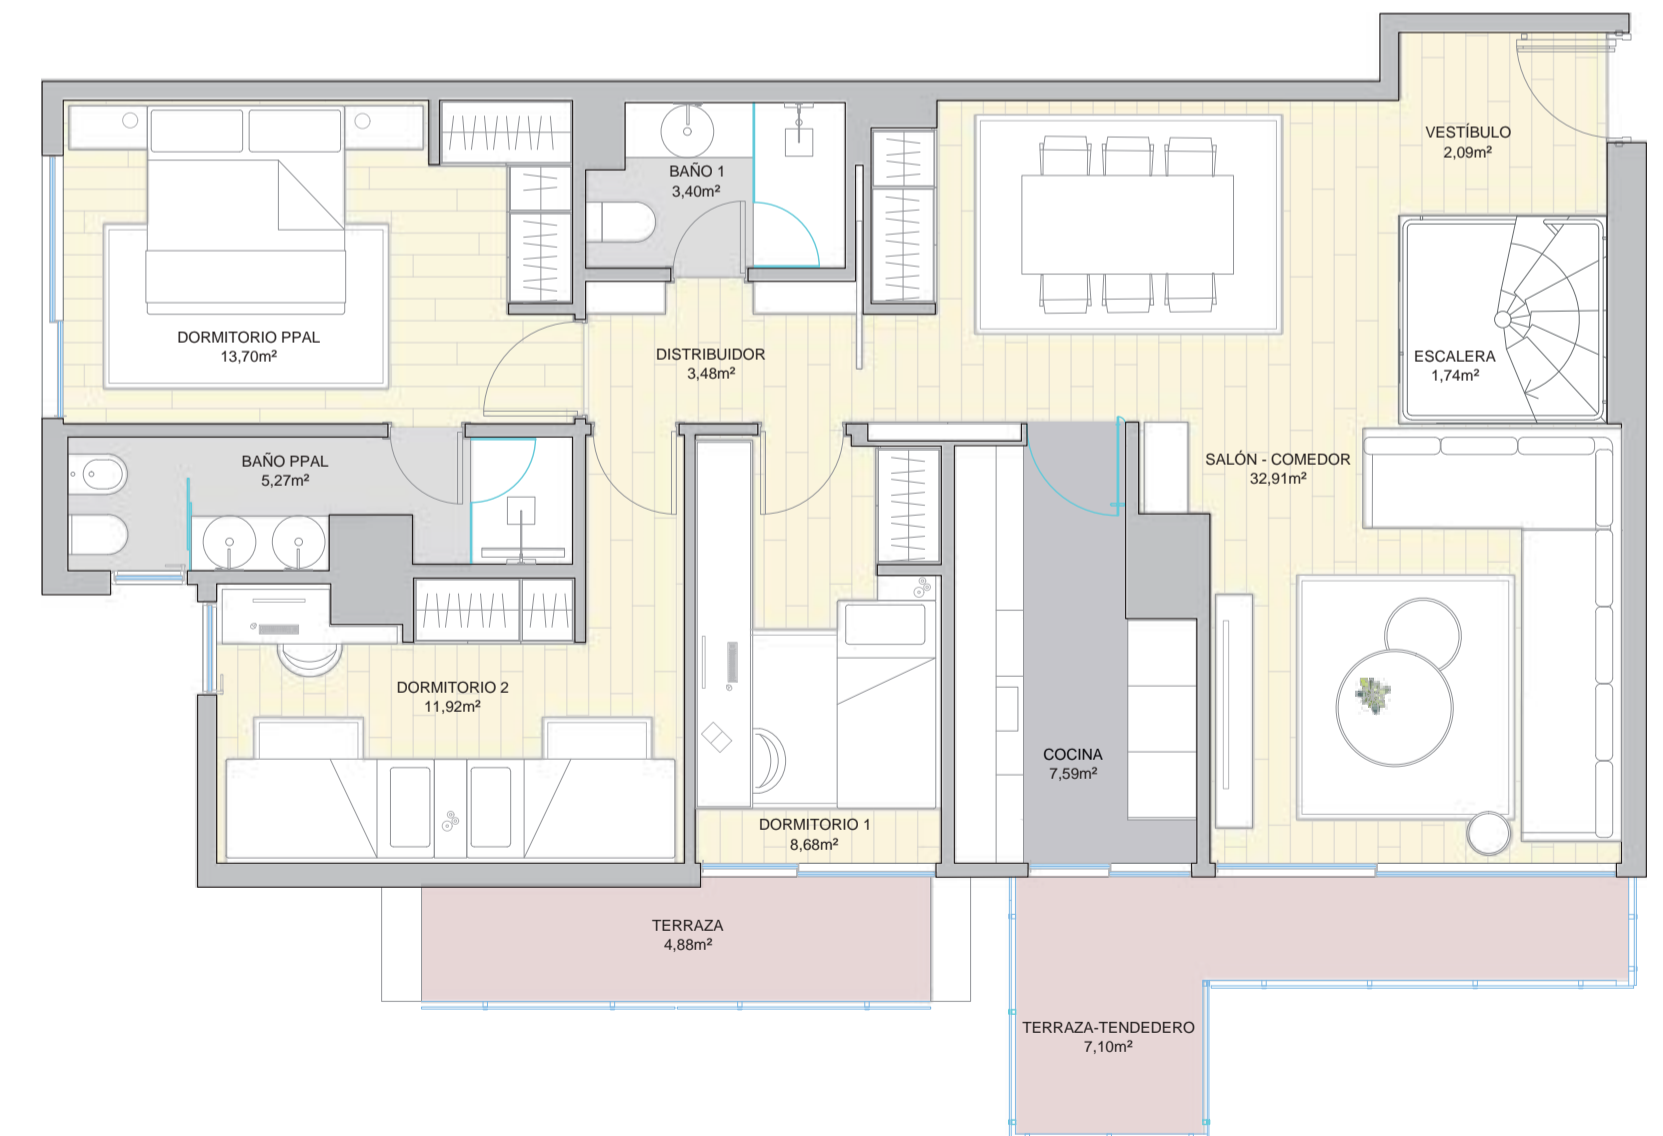 VESTÍBULO
2,09m²
BAÑO 1
3,40m²
DORMITORIO PPAL
13,70m²
DISTRIBUIDOR
3,48m²
ESCALERA
1,74m²
BAÑO PPAL
5,27m²
SALÓN - COMEDOR
32,91m²
DORMITORIO 2
11,92m²
COCINA
7,59m²
DORMITORIO 1
8,68m²
TERRAZA
4,88m²
TERRAZA-TENDEDERO
7,10m²